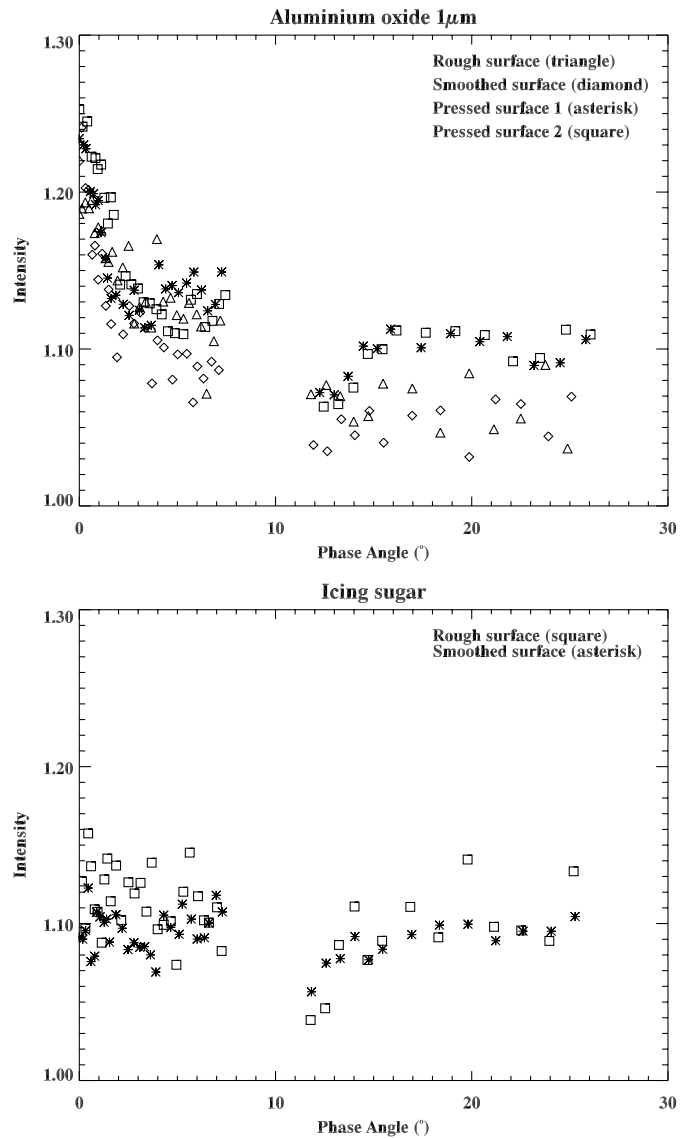 Aluminium oxide 1μm
1.30
Rough surface (triangle)
Smoothed surface (diamond)
Pressed surface 1 (asterisk)
Pressed surface 2 (square)
1.20
Intensity
1.10
1.00
0 10 20 30
Phase Angle (°)
Icing sugar
1.30
Rough surface (square)
Smoothed surface (asterisk)
1.20
Intensity
1.10
1.00
0 10 20 30
Phase Angle (°)